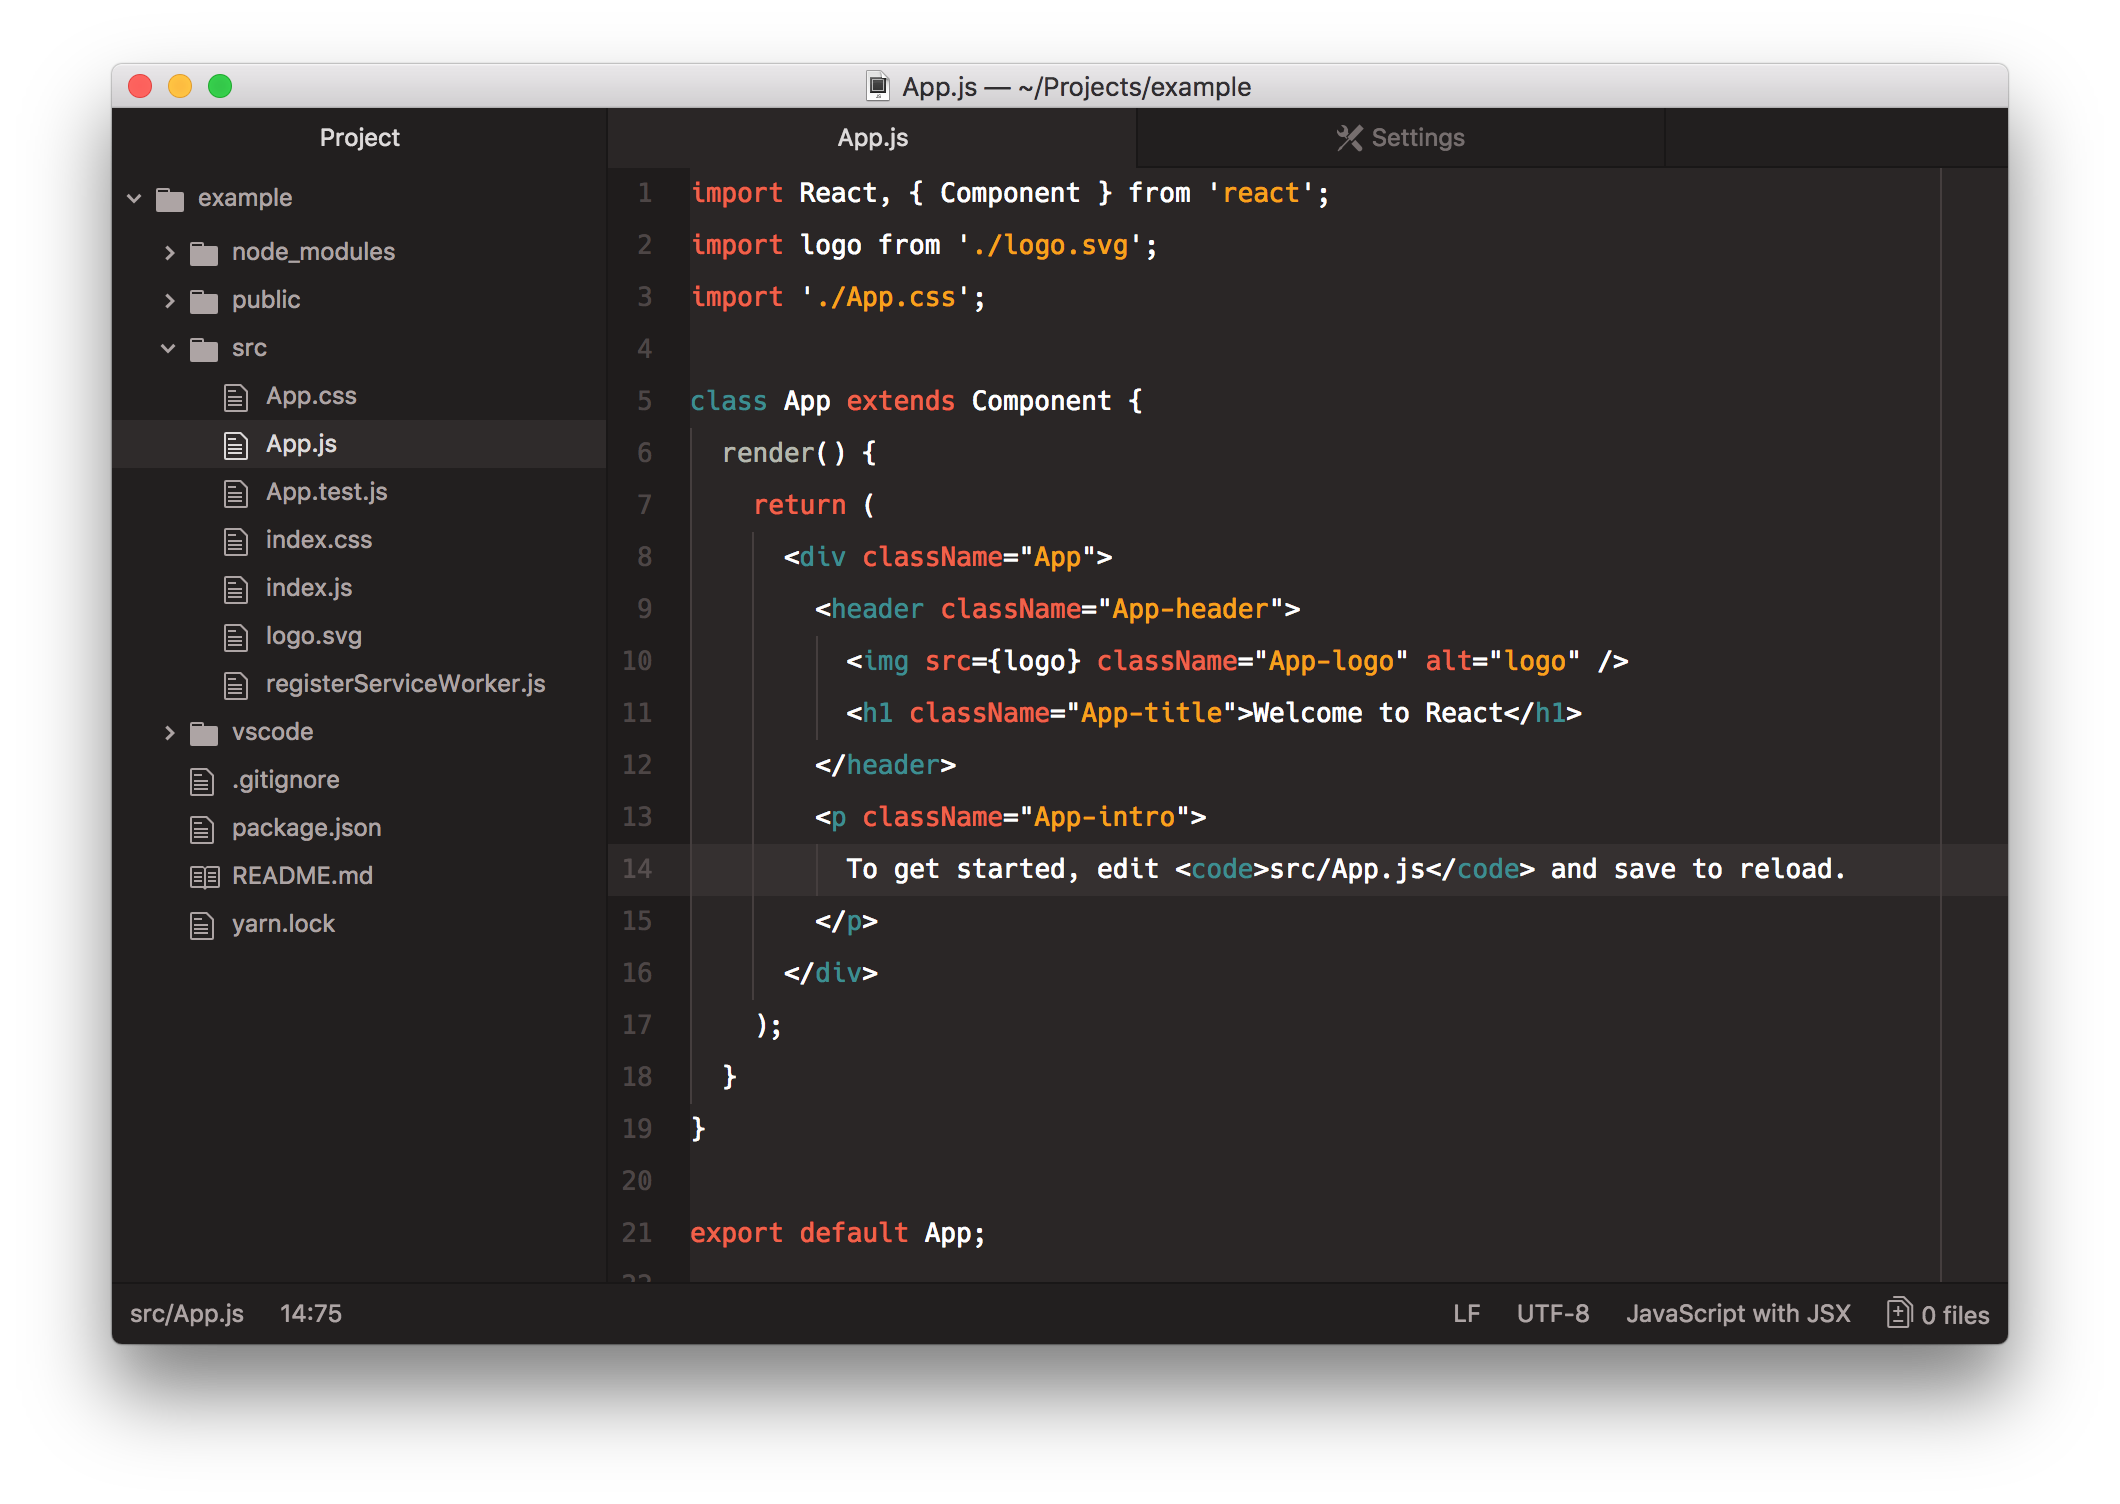 App.js — ~/Projects/example
Project
example
node_modules
public
src
App.css
App.js
App.test.js
index.css
index.js
logo.svg
registerServiceWorker.js
vscode
.gitignore
package.json
README.md
yarn.lock
App.js
Settings
1 import React, { Component } from 'react';
2 import logo from './logo.svg';
3 import './App.css';
4
5 class App extends Component {
6 render() {
7 return (
8 <div className="App">
9 <header className="App-header">
10 <img src={logo} className="App-logo" alt="logo" />
11 <h1 className="App-title">Welcome to React</h1>
12 </header>
13 <p className="App-intro">
14 To get started, edit <code>src/App.js</code> and save to reload.
15 </p>
16 </div>
17 );
18 }
19 }
20
21 export default App;
22
src/App.js 14:75 LF UTF-8 JavaScript with JSX 0 files